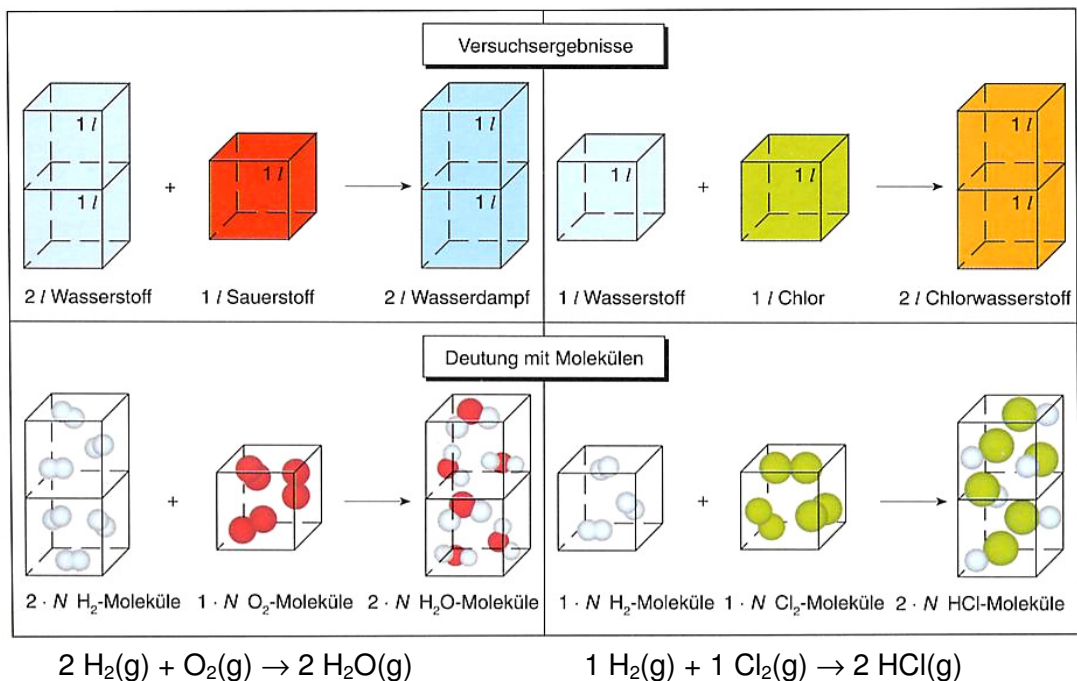 Versuchsergebnisse
1 l
1 l
1 l
1 l
1 l
1 l
1 l
1 l
1 l
+ → + →
2 l Wasserstoff 1 l Sauerstoff 2 l Wasserdampf 1 l Wasserstoff 1 l Chlor 2 l Chlorwasserstoff
Deutung mit Molekülen
+ → + →
2 · N H₂-Moleküle 1 · N O₂-Moleküle 2 · N H₂O-Moleküle 1 · N H₂-Moleküle 1 · N Cl₂-Moleküle 2 · N HCl-Moleküle
2 H₂(g) + O₂(g) → 2 H₂O(g) 1 H₂(g) + 1 Cl₂(g) → 2 HCl(g)